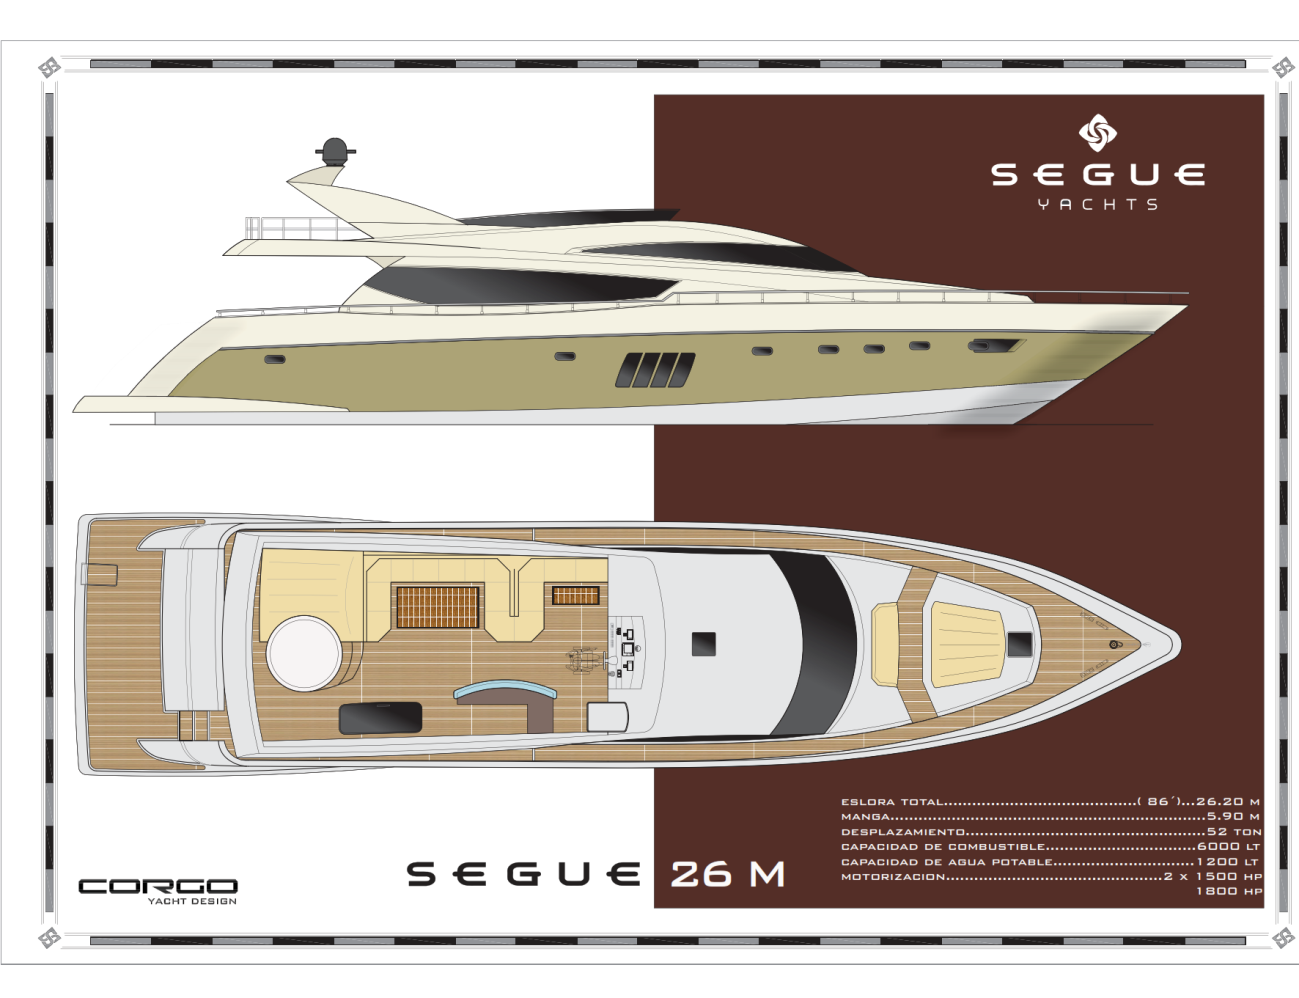 SEGUE
YACHTS
ESLORA TOTAL............................................( 86´)...26.20 M
MANGA........................................................................5.90 M
DESPLAZAMIENTO.......................................................52 TON
CAPACIDAD DE COMBUSTIBLE...................................6000 LT
CAPACIDAD DE AGUA POTABLE................................1200 LT
MOTORIZACION..................................................2 X 1500 HP
1800 HP
SEGUE 26 M
CORGO
YACHT DESIGN